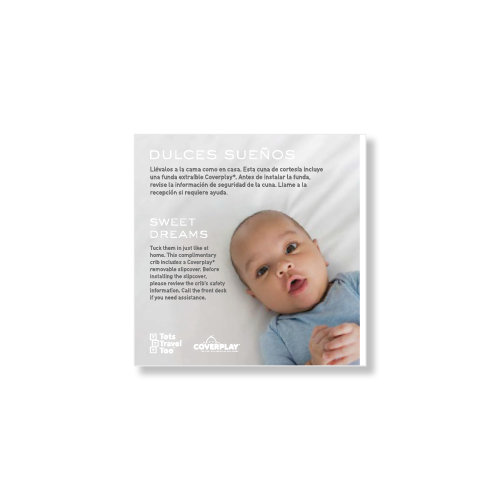 DULCES SUEÑOS
Llévalos a la cama como en casa. Esta cuna de cortesía incluye
una funda extraíble Coverplay®. Antes de instalar la funda,
revise la información de seguridad de la cuna. Llame a la
recepción si requiere ayuda.
SWEET
DREAMS
Tuck them in just like at
home. This complimentary
crib includes a Coverplay®
removable slipcover. Before
installing the slipcover,
please review the crib's safety
information. Call the front desk
if you need assistance.
Tots
Travel
Too
COVERPLAY